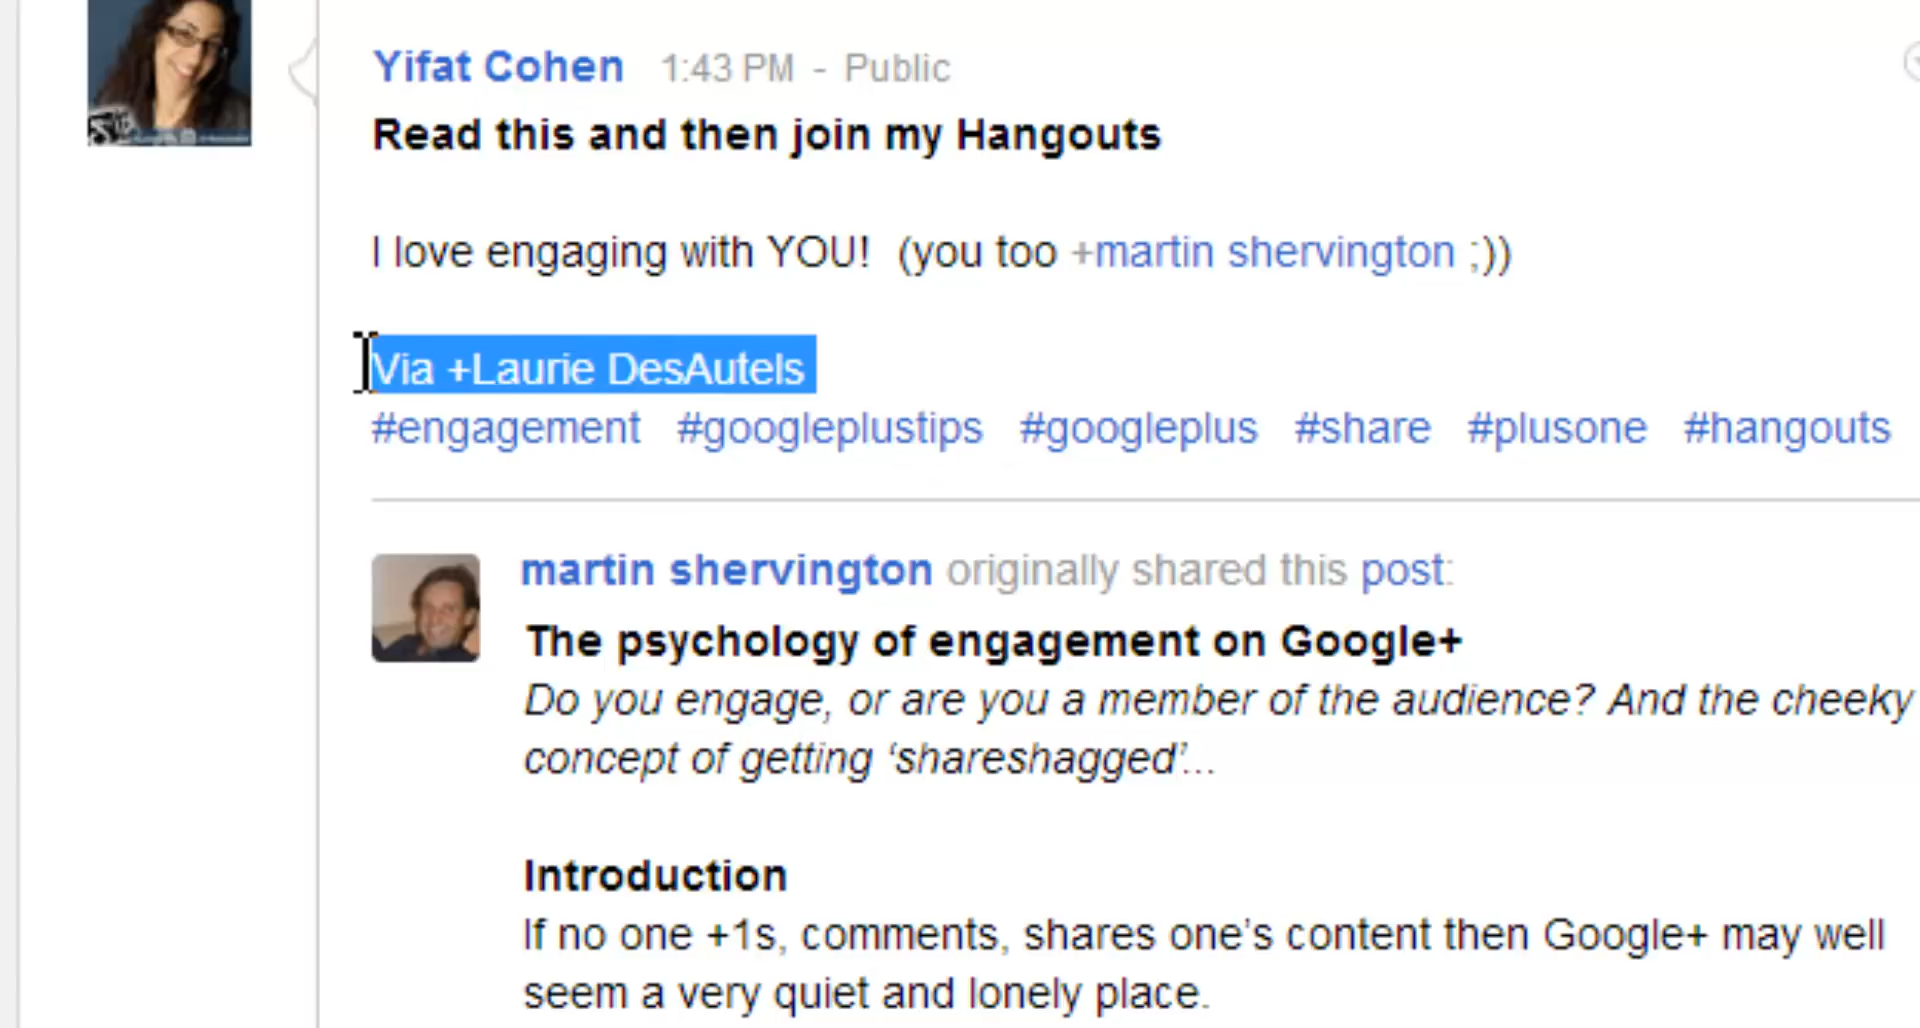 Yifat Cohen 1:43 PM - Public
Read this and then join my Hangouts
I love engaging with YOU! (you too +martin shervington ;))
Via +Laurie DesAutels
#engagement #googleplustips #googleplus #share #plusone #hangouts
martin shervington originally shared this post:
The psychology of engagement on Google+
Do you engage, or are you a member of the audience? And the cheeky
concept of getting ‘shareshagged’...
Introduction
If no one +1s, comments, shares one’s content then Google+ may well
seem a very quiet and lonely place.